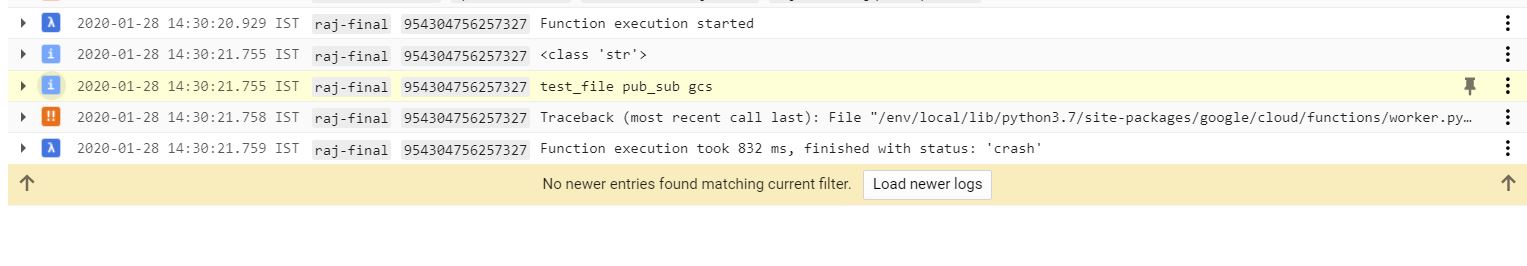 2020-01-28 14:30:20.929 IST raj-final 954304756257327 Function execution started
2020-01-28 14:30:21.755 IST raj-final 954304756257327 <class 'str'>
2020-01-28 14:30:21.755 IST raj-final 954304756257327 test_file pub_sub gcs
2020-01-28 14:30:21.758 IST raj-final 954304756257327 Traceback (most recent call last): File "/env/local/lib/python3.7/site-packages/google/cloud/functions/worker.py…
2020-01-28 14:30:21.759 IST raj-final 954304756257327 Function execution took 832 ms, finished with status: 'crash'
No newer entries found matching current filter. Load newer logs